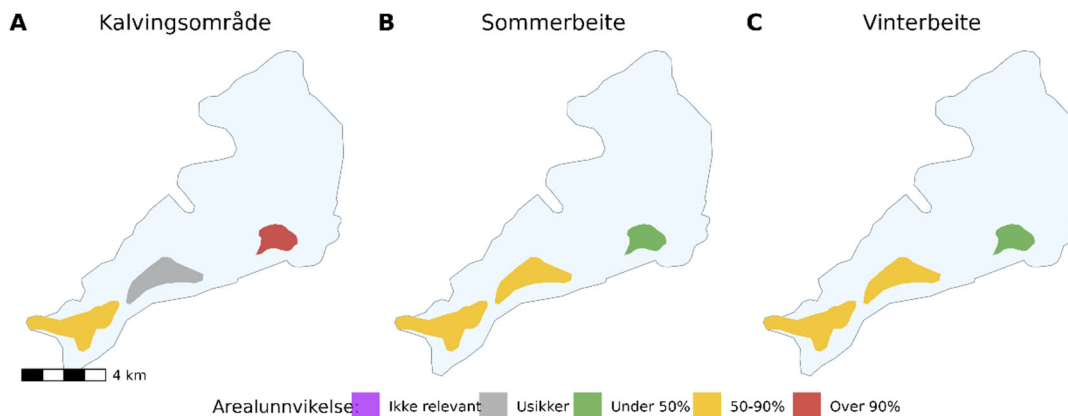 A Kalvingsområde B Sommerbeite C Vinterbeite
4 km
Arealunnvikelse: Ikke relevant Usikker Under 50% 50-90% Over 90%